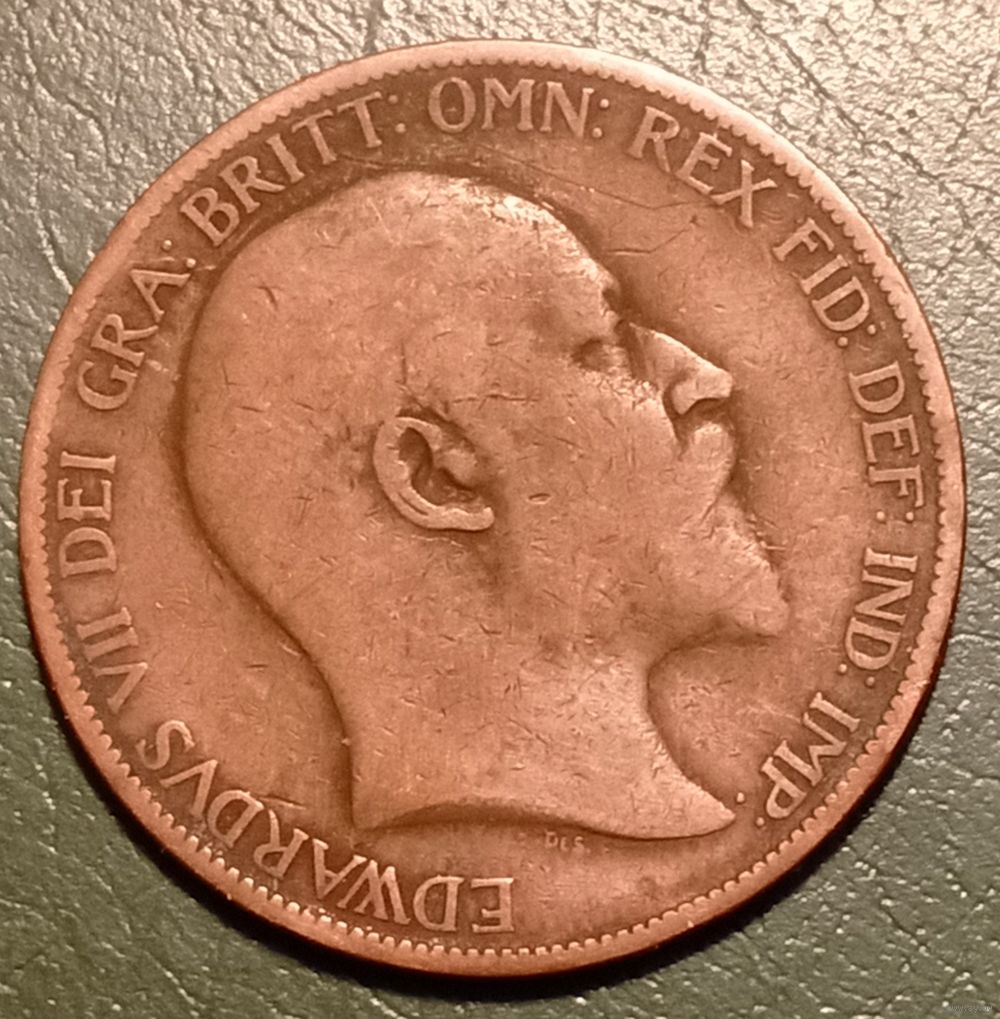 EDWARDVS VII DEI GRA: BRITT: OMN: REX FID: DEF: IND: IMP:
DES